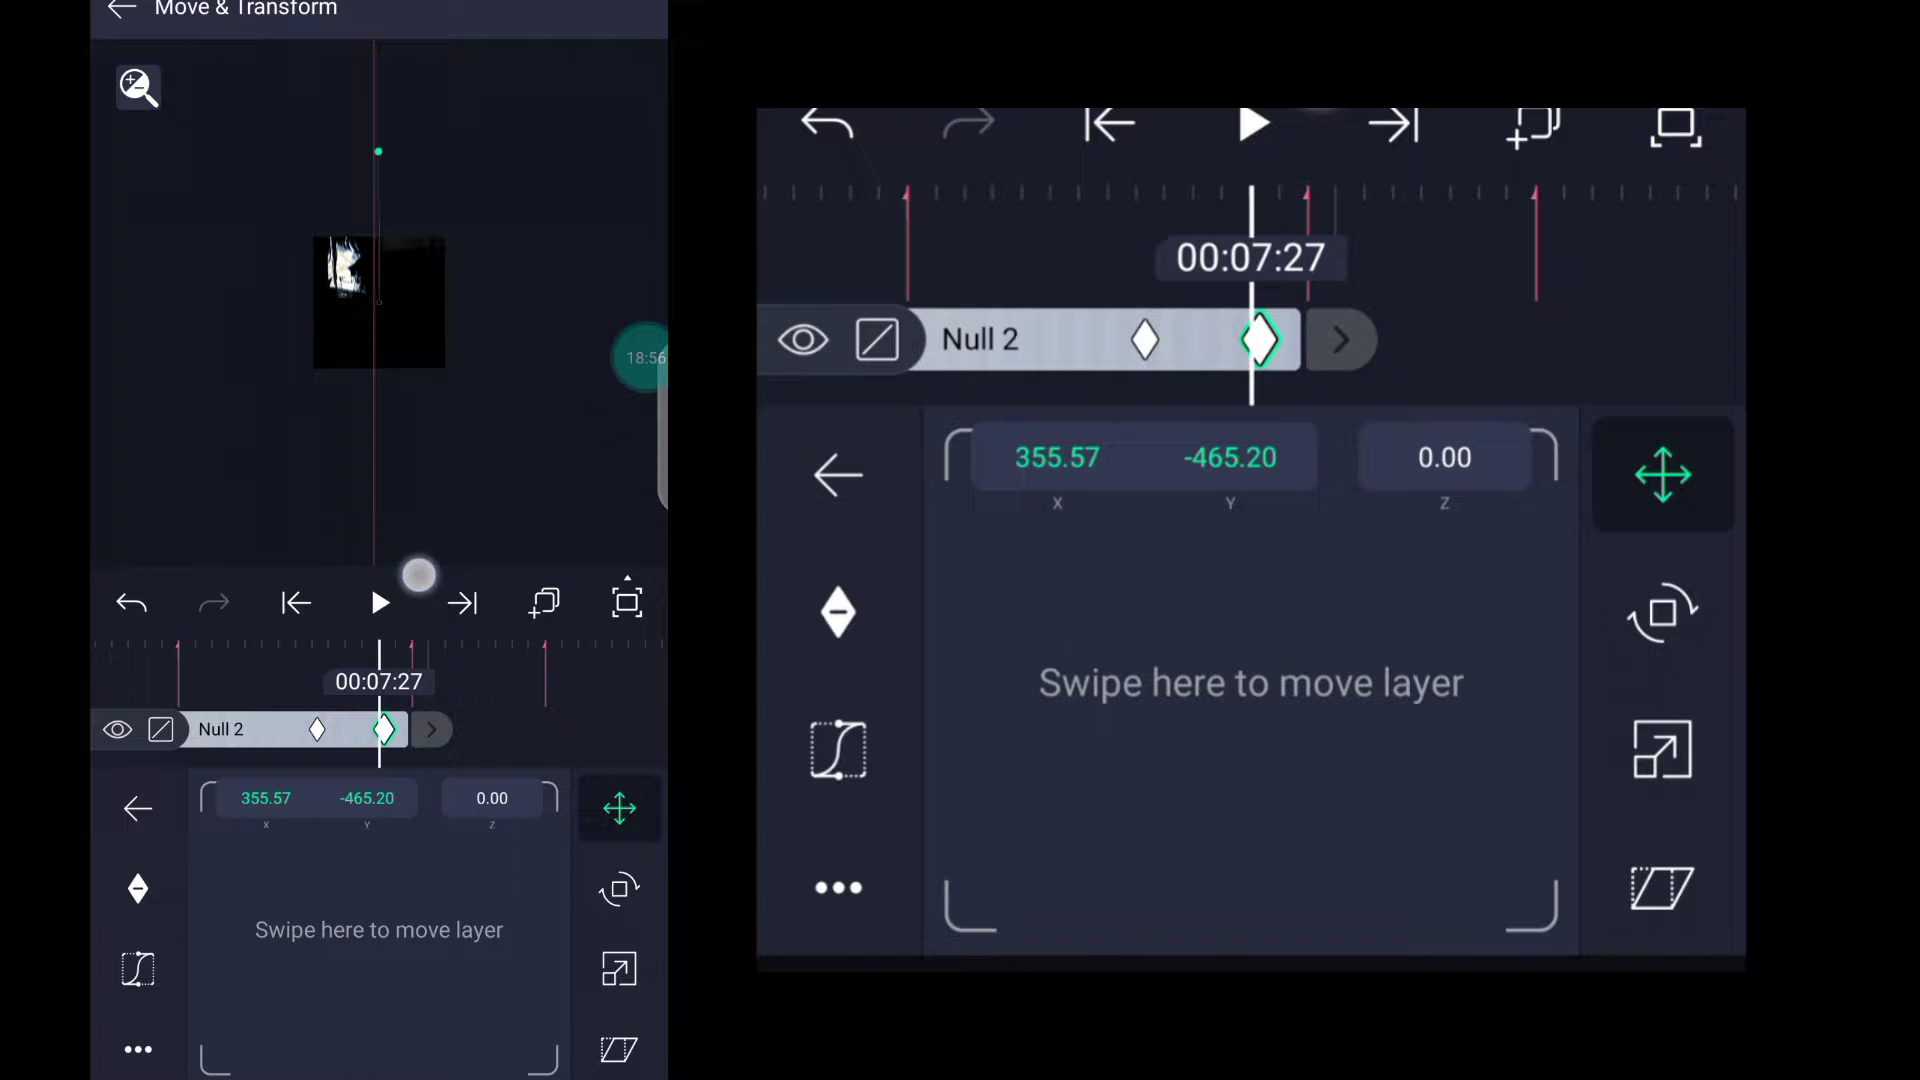 Move & Transform
18:56
00:07:27
Null 2
355.57 -465.20 0.00
X Y Z
Swipe here to move layer
00:07:27
Null 2
355.57 -465.20 0.00
X Y Z
Swipe here to move layer